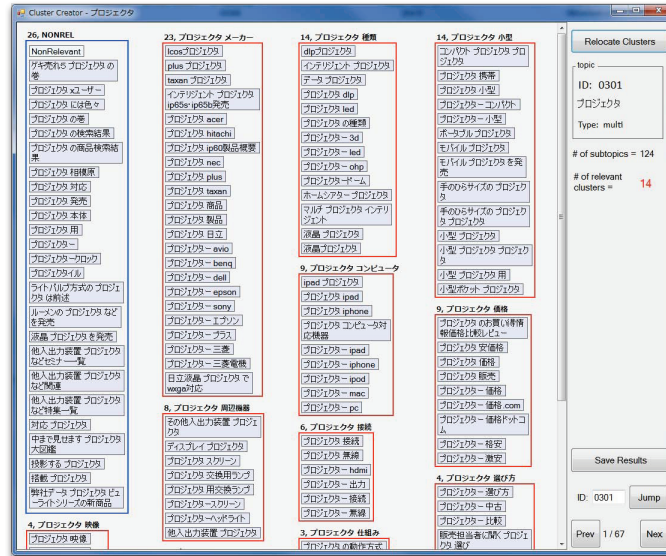 Cluster Creator - プロジェクタ
26, NONREL
NonRelevant
ゲキ売れ5 プロジェクタ の
巻
プロジェクタ xユーザー
プロジェクタ には色々
プロジェクタ の巻
プロジェクタ の検索結果
プロジェクタ の商品検索結
果
プロジェクタ 相模原
プロジェクタ 対応
プロジェクタ 発売
プロジェクタ 本体
プロジェクタ 用
プロジェクター
プロジェクタークロック
プロジェクタイル
ライトバルブ方式の プロジェ
クタ は前述
ルーメンの プロジェクタ など
を発売
液晶 プロジェクタ を発売
他入出力装置 プロジェクタ
などセミナー一覧
他入出力装置 プロジェクタ
など関連
他入出力装置 プロジェクタ
など特集一覧
対応 プロジェクタ
中まで見せます プロジェクタ
大図鑑
投影する プロジェクタ
搭載 プロジェクタ
弊社データ プロジェクタ ビュ
ーライトシリーズの新商品
4, プロジェクタ 映像
プロジェクタ 映像
23, プロジェクタ メーカー
lcosプロジェクタ
plus プロジェクタ
taxan プロジェクタ
インテリジェント プロジェクタ
ip65s・ip65b発売
プロジェクタ acer
プロジェクタ hitachi
プロジェクタ ip60製品概要
プロジェクタ nec
プロジェクタ plus
プロジェクタ taxan
プロジェクタ 商品
プロジェクタ 製品
プロジェクタ 日立
プロジェクター avio
プロジェクター benq
プロジェクター dell
プロジェクター epson
プロジェクター sony
プロジェクター エプソン
プロジェクター プラス
プロジェクター 三菱
プロジェクター 三菱電機
日立液晶 プロジェクタ で
wxga対応
8, プロジェクタ 周辺機器
その他入出力装置 プロジェ
クタ
ディスプレイ プロジェクタ
プロジェクタ スクリーン
プロジェクタ 交換用ランプ
プロジェクタ 用交換ランプ
プロジェクタースクリーン
プロジェクターヘッドライト
他入出力装置 プロジェクタ
14, プロジェクタ 種類
dlpプロジェクタ
インテリジェント プロジェクタ
データ プロジェクタ
プロジェクタ dlp
プロジェクタ led
プロジェクタ の種類
プロジェクター 3d
プロジェクター led
プロジェクター ohp
プロジェクタードーム
ホームシアター プロジェクタ
マルチ プロジェクタ インテリ
ジェント
液晶 プロジェクタ
液晶プロジェクタ
9, プロジェクタ コンピュータ
ipad プロジェクタ
プロジェクタ ipad
プロジェクタ iphone
プロジェクタ コンピュータ対
応機器
プロジェクター ipad
プロジェクター iphone
プロジェクター ipod
プロジェクター mac
プロジェクター pc
6, プロジェクタ 接続
プロジェクタ 接続
プロジェクタ 無線
プロジェクター hdmi
プロジェクター 出力
プロジェクター 接続
プロジェクター 無線
3, プロジェクタ 仕組み
プロジェクタ の動作方式
14, プロジェクタ 小型
コンパクト プロジェクタ プロ
ジェクタ
プロジェクタ 携帯
プロジェクタ 小型
プロジェクターコンパクト
プロジェクター小型
ポータブル プロジェクタ
モバイル プロジェクタ
モバイル プロジェクタ を発
売
手のひらサイズの プロジェク
タ
手のひらサイズの プロジェク
タ プロジェクタ
小型 プロジェクタ
小型 プロジェクタ プロジェク
タ
小型 プロジェクタ 用
小型ポケット プロジェクタ
9, プロジェクタ 価格
プロジェクタ のお買い得情
報価格比較レビュー
プロジェクタ 安価格
プロジェクタ 価格
プロジェクタ 販売
プロジェクター 価格
プロジェクター 価格.com
プロジェクター 価格ドットコ
ム
プロジェクター 格安
プロジェクター 激安
4, プロジェクタ 選び方
プロジェクター 選び方
プロジェクター 中古
プロジェクター 比較
販売担当者に聞く プロジェ
クタ 選び
Relocate Clusters
topic
ID: 0301
プロジェクタ
Type: multi
# of subtopics = 124
# of relevant
clusters = 14
Save Results
ID: 0301 Jump
Prev 1 / 67 Nex